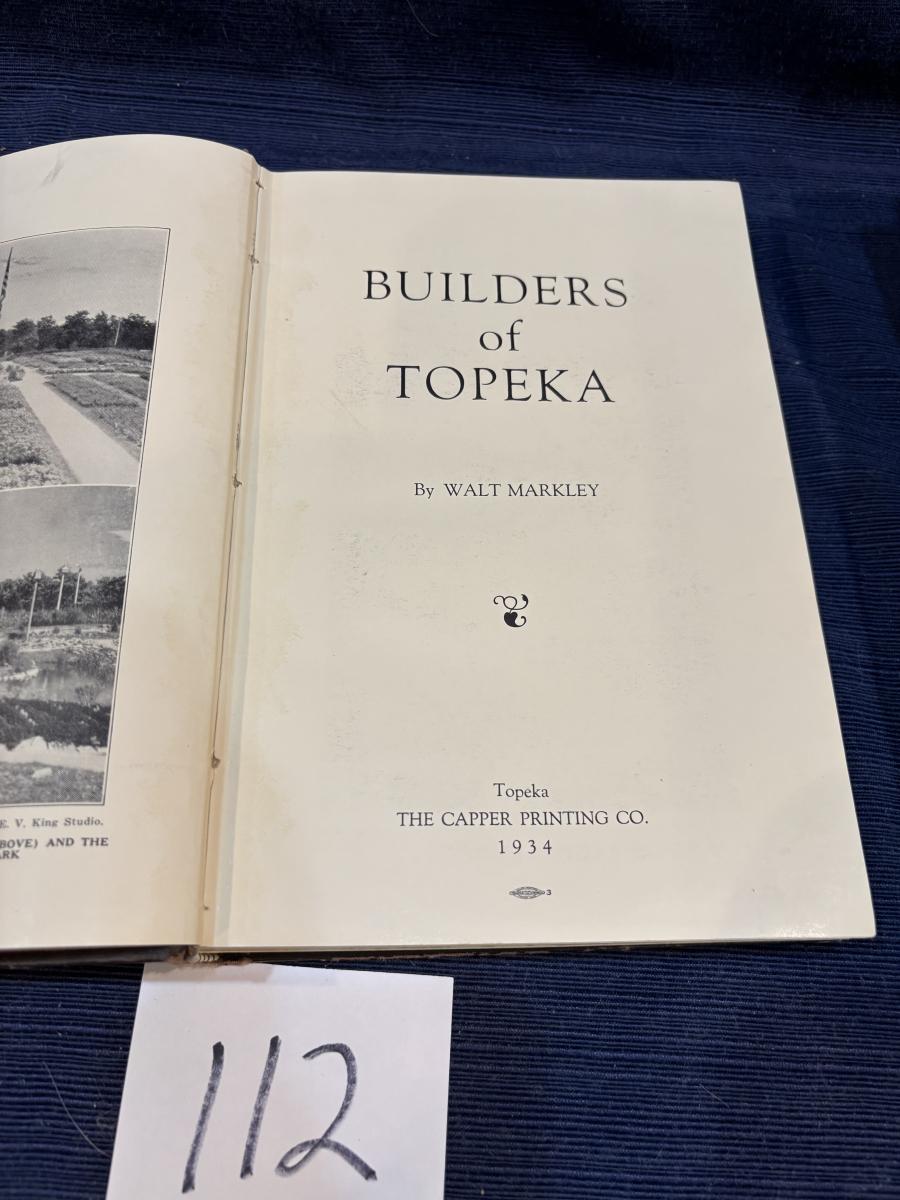 E. V. King Studio.
BOVE) AND THE
ARK
BUILDERS
of
TOPEKA
By WALT MARKLEY
Topeka
THE CAPPER PRINTING CO.
1934
3
112